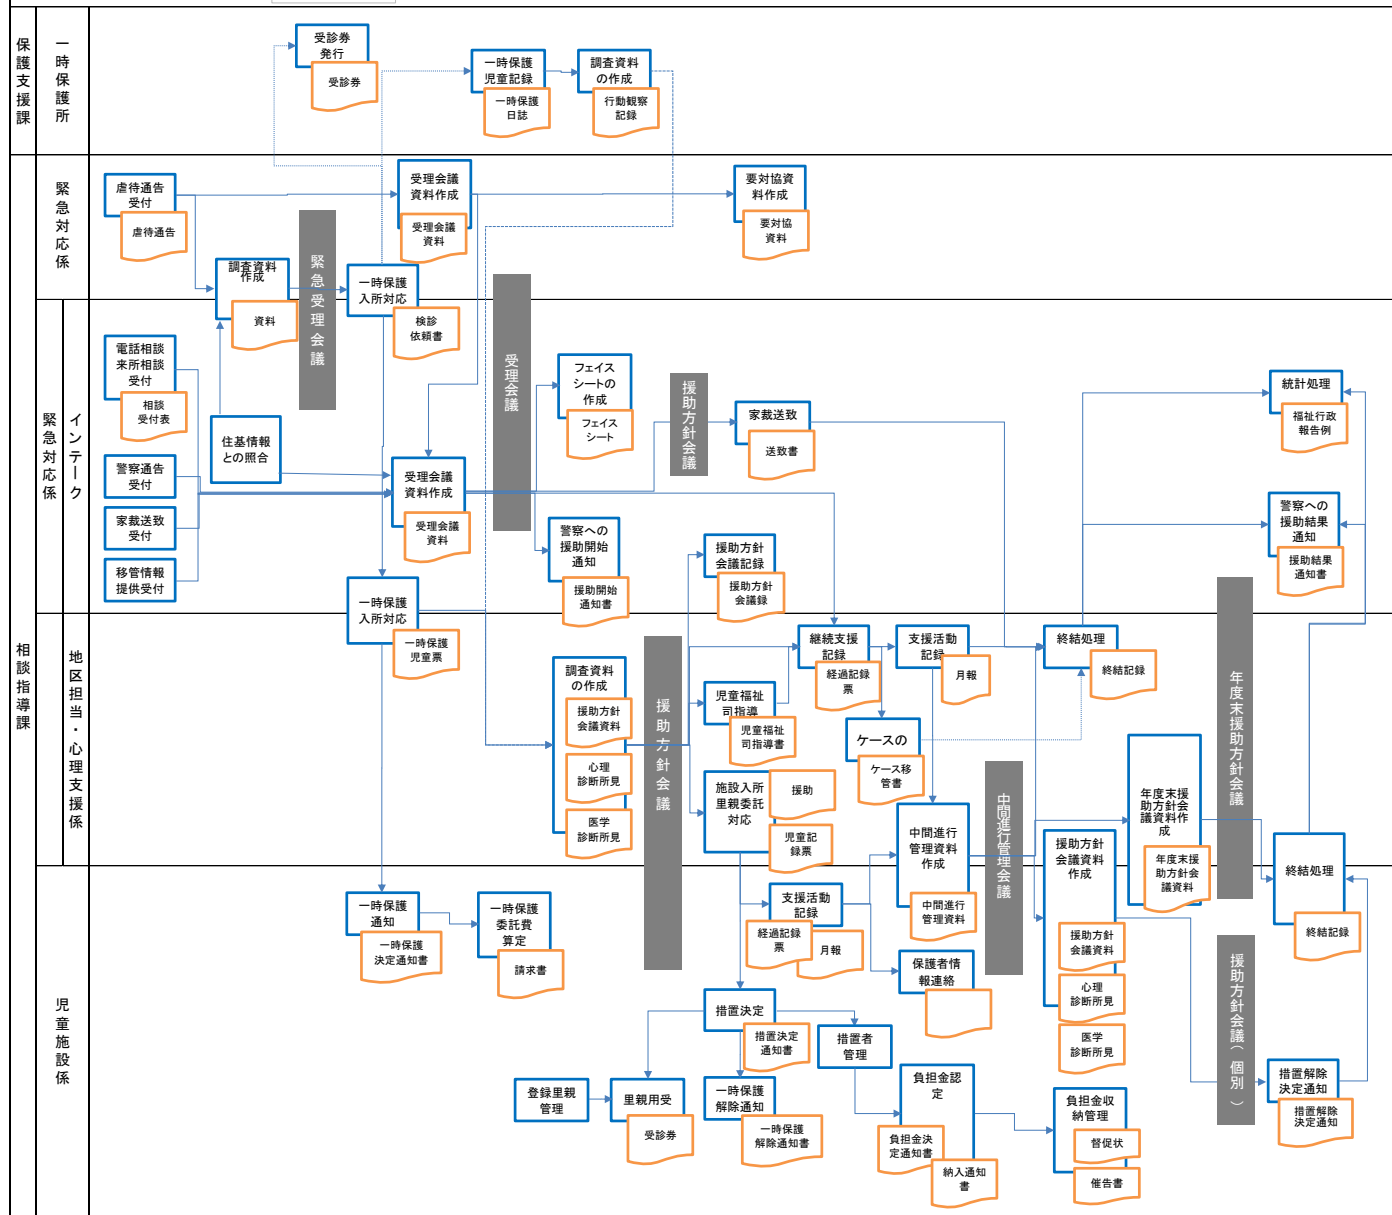 保護支援課
一時保護所
受診券
発行
受診券
一時保護
児童記録
一時保護
日誌
調査資料
の作成
行動観察
記録
相談指導課
緊急対応係
虐待通告
受付
虐待通告
受理会議
資料作成
受理会議
資料
要対協資
料作成
要対協
資料
調査資料
作成
資料
緊急受理会議
一時保護
入所対応
検診
依頼書
緊急対応係
インテーク
電話相談
来所相談
受付
相談
受付表
住基情報
との照合
警察通告
受付
家裁送致
受付
移管情報
提供受付
受理会議
資料作成
受理会議
資料
受理会議
フェイス
シートの
作成
フェイス
シート
援助方針会議
家裁送致
送致書
統計処理
福祉行政
報告例
警察への
援助結果
通知
援助結果
通知書
警察への
援助開始
通知
援助開始
通知書
援助方針
会議記録
援助方針
会議録
一時保護
入所対応
一時保護
児童票
地区担当・心理支援係
調査資料
の作成
援助方針
会議資料
心理
診断所見
医学
診断所見
援助方針会議
継続支援
記録
経過記録
票
支援活動
記録
月報
終結処理
終結記録
児童福祉
司指導
児童福祉
司指導書
ケースの
ケース移
管書
施設入所
里親委託
対応
援助
児童記
録票
中間進行
管理資料
作成
中間進行
管理資料
中間進行管理会議
援助方針
会議資料
作成
援助方針
会議資料
心理
診断所見
医学
診断所見
年度末援
助方針会
議資料作
成
年度末援
助方針会
議資料
年度末援助方針会議
終結処理
終結記録
児童施設係
一時保護
通知
一時保護
決定通知書
一時保護
委託費
算定
請求書
支援活動
記録
経過記録
票
月報
保護者情
報連絡
措置決定
措置決定
通知書
措置者
管理
登録里親
管理
里親用受
受診券
一時保護
解除通知
一時保護
解除通知書
負担金認
定
負担金決
定通知書
納入通知
書
負担金収
納管理
督促状
催告書
援助方針会議（個別）
措置解除
決定通知
措置解除
決定通知